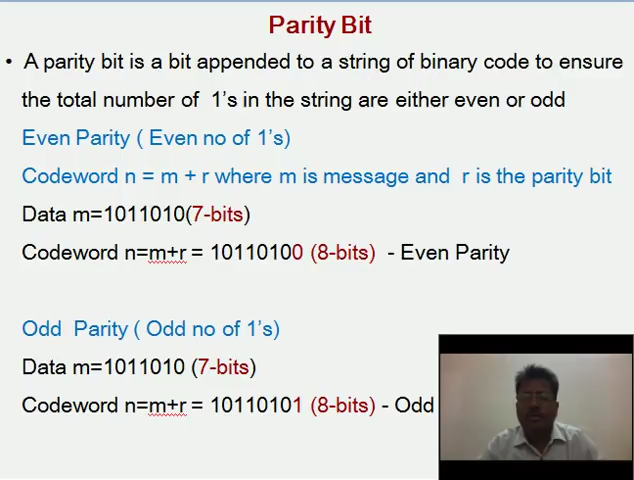 Parity Bit
• A parity bit is a bit appended to a string of binary code to ensure
the total number of 1's in the string are either even or odd
Even Parity ( Even no of 1's)
Codeword n = m + r where m is message and r is the parity bit
Data m=1011010(7-bits)
Codeword n=m+r = 10110100 (8-bits) - Even Parity
Odd Parity ( Odd no of 1's)
Data m=1011010 (7-bits)
Codeword n=m+r = 10110101 (8-bits) - Odd